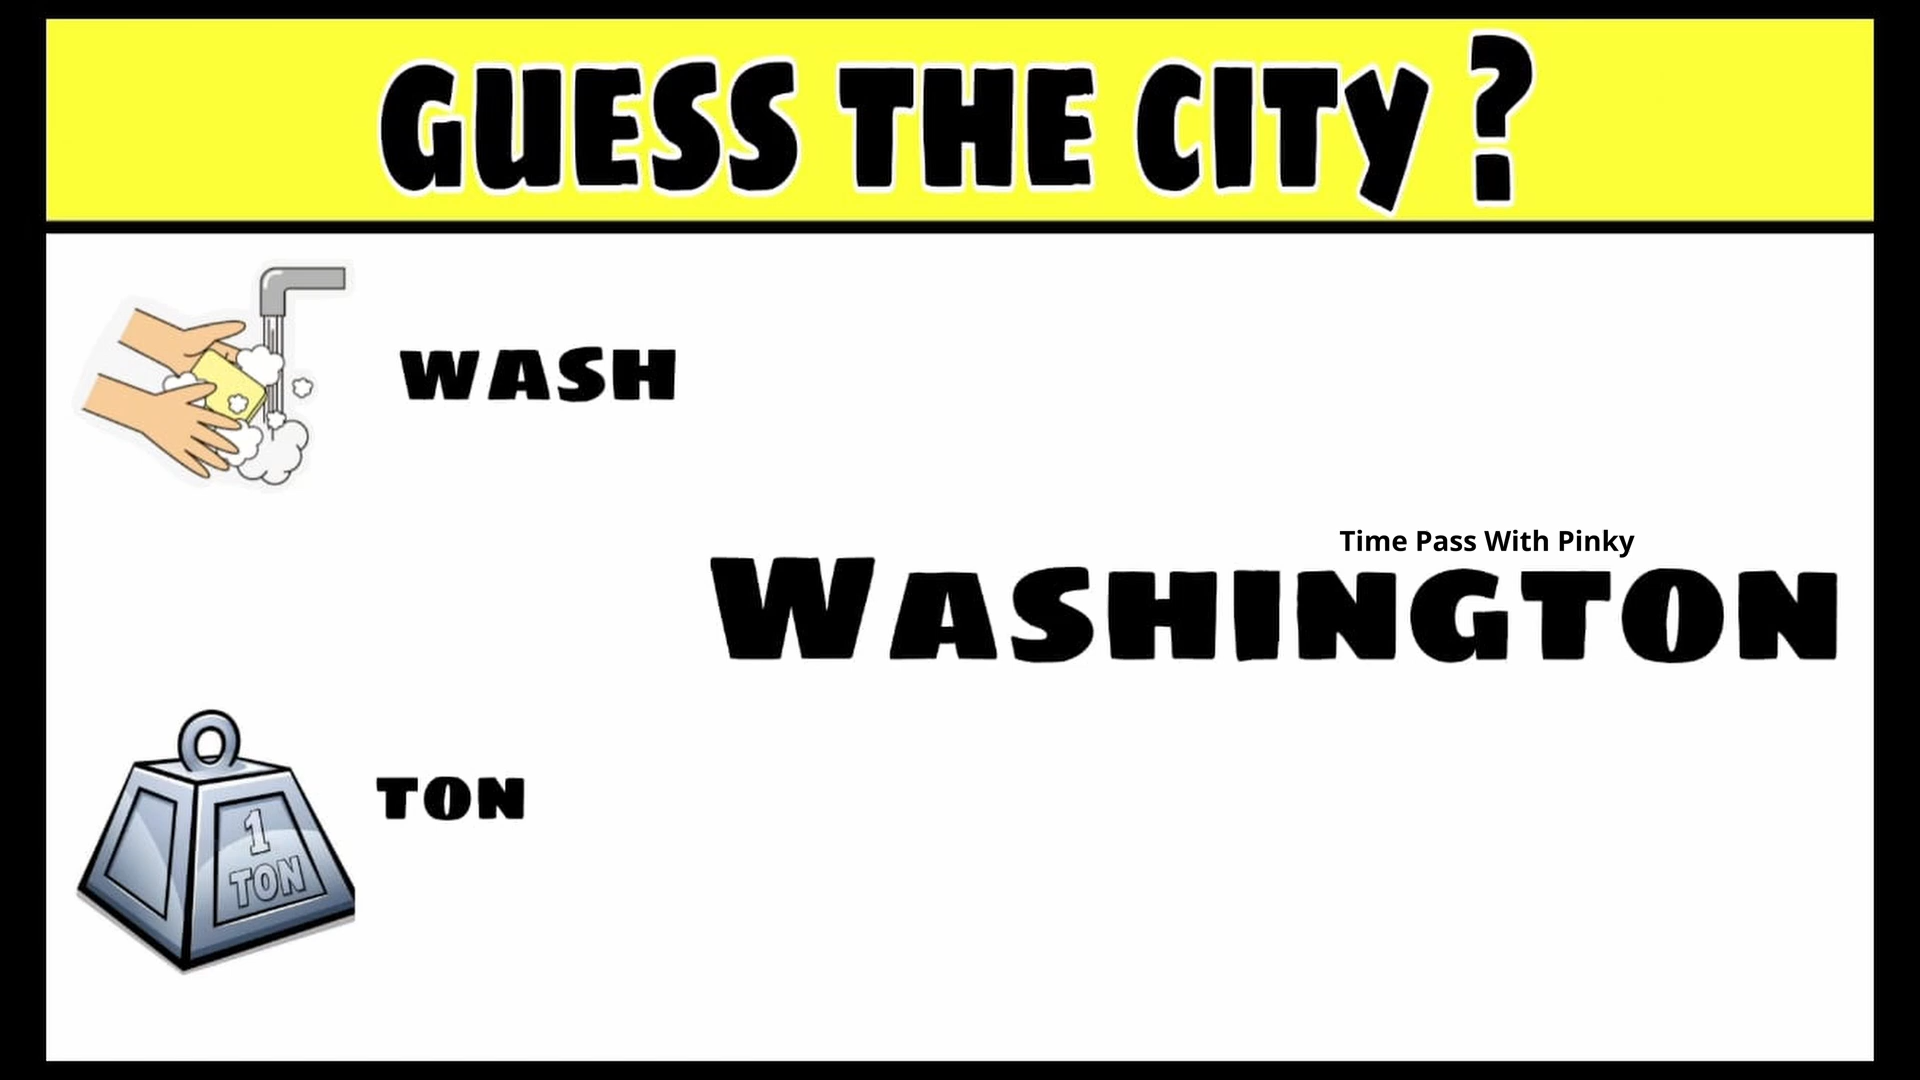 GUESS THE CITY ?
WASH
Time Pass With Pinky
WASHINGTON
1
TON
TON